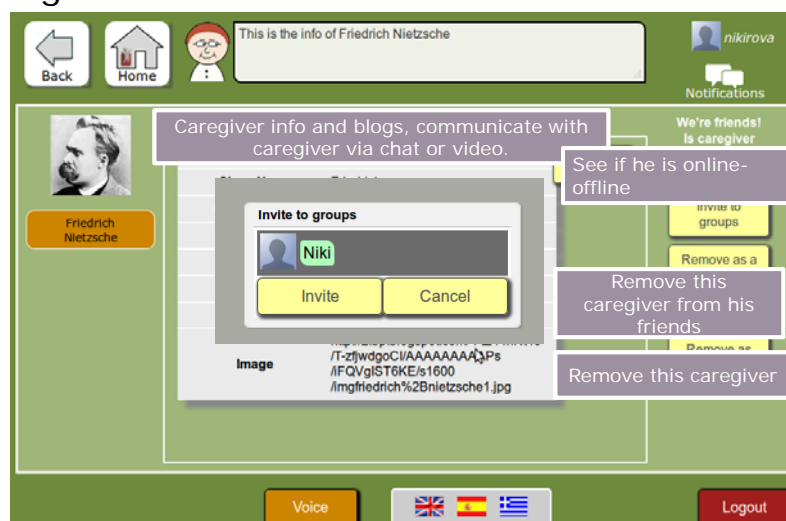 This is the info of Friedrich Nietzsche
nikirova
Back
Home
Notifications
We're friends!
Is caregiver
Caregiver info and blogs, communicate with
caregiver via chat or video.
See if he is online-
offline
Friedrich
Nietzsche
Invite to groups
Niki
Invite
Cancel
Invite to
groups
Remove as a
Remove this
caregiver from his
friends
Remove as
Remove this caregiver
Image
/T-zfjwdgoCI/AAAAAAAA
Ps
/iFQVgIST6KE/s1600
/imgfriedrich%2Bnietzsche1.jpg
Voice
Logout